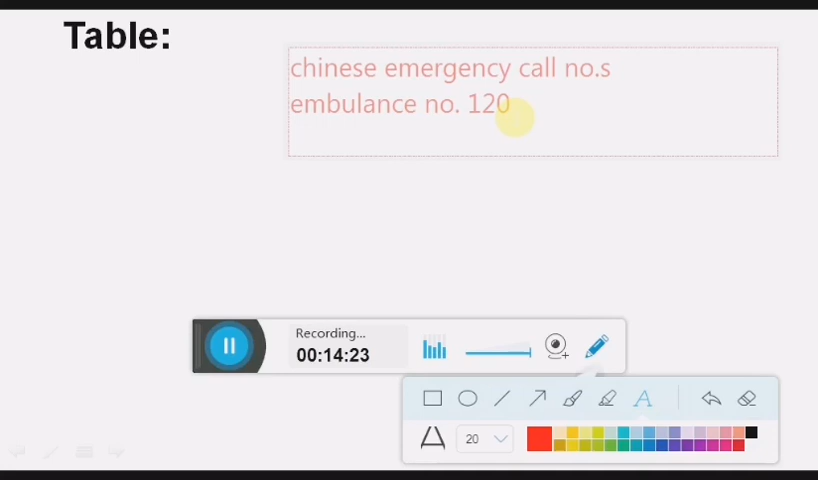 Table:
chinese emergency call no.s
embulance no. 120
Recording...
00:14:23
A
20